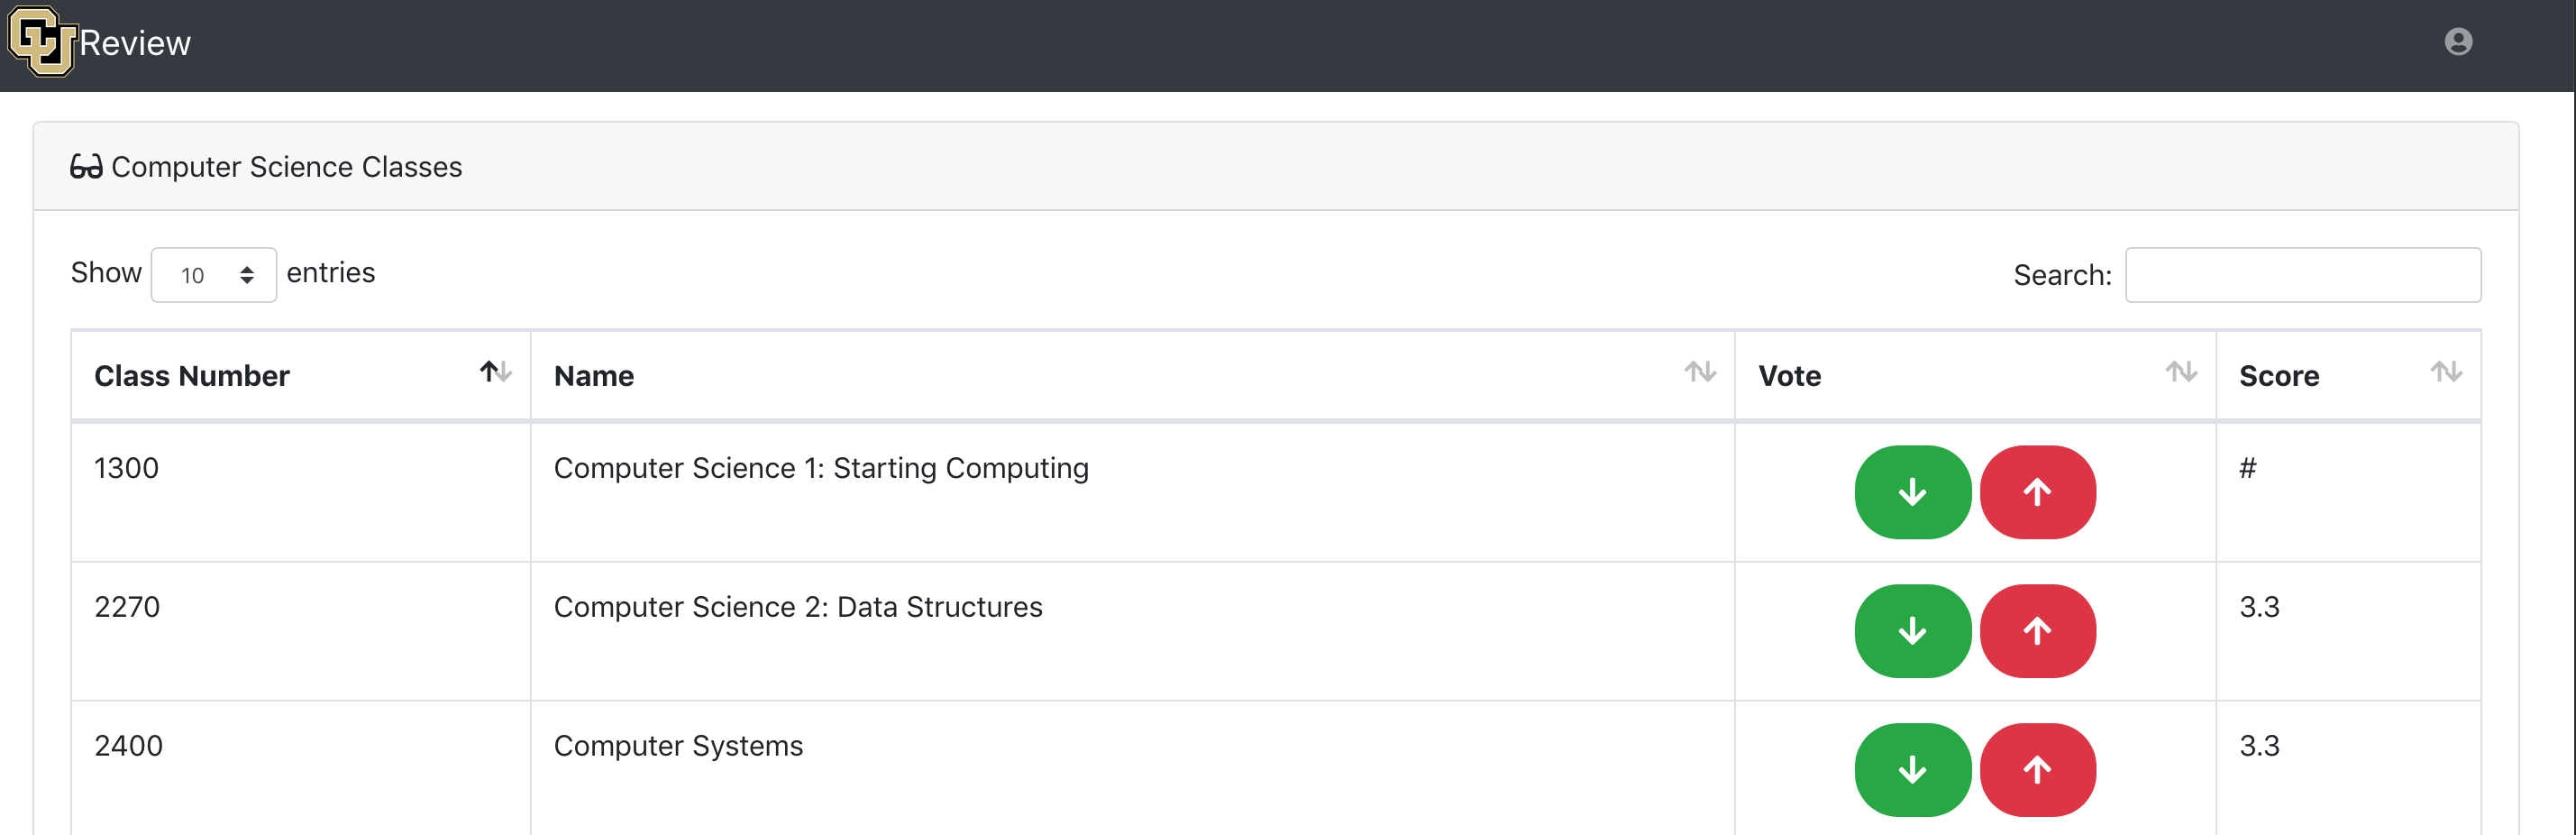 CU Review
Computer Science Classes
Show 10 entries
Search:
Class Number Name Vote Score
1300 Computer Science 1: Starting Computing #
2270 Computer Science 2: Data Structures 3.3
2400 Computer Systems 3.3